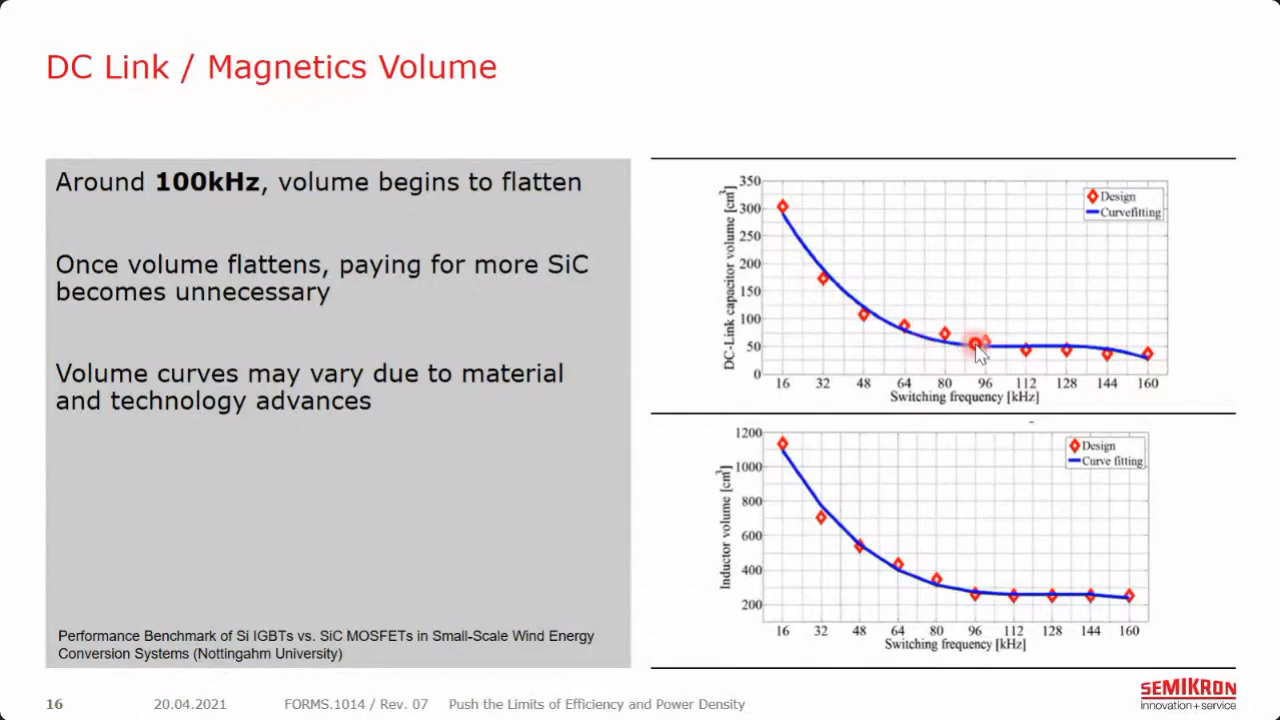 DC Link / Magnetics Volume
Around 100kHz, volume begins to flatten
Once volume flattens, paying for more SiC
becomes unnecessary
Volume curves may vary due to material
and technology advances
Performance Benchmark of Si IGBTs vs. SiC MOSFETs in Small-Scale Wind Energy
Conversion Systems (Nottingahm University)
DC-Link capacitor volume [cm³]
350
300
250
200
150
100
50
0
Design
Curvefitting
16 32 48 64 80 96 112 128 144 160
Switching frequency [kHz]
Inductor volume [cm³]
1200
1000
800
600
400
200
Design
Curve fitting
16 32 48 64 80 96 112 128 144 160
Switching frequency [kHz]
16 20.04.2021 FORMS.1014 / Rev. 07 Push the Limits of Efficiency and Power Density
SEMIKRON
innovation+service